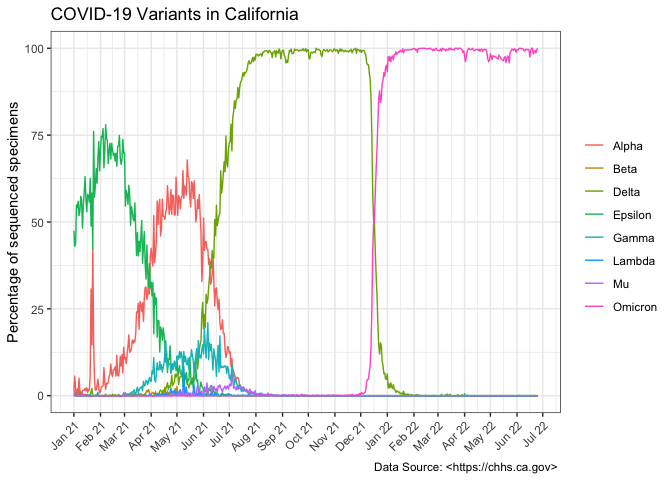 COVID-19 Variants in California
Percentage of sequenced specimens
100
75
50
25
0
Jan 21
Feb 21
Mar 21
Apr 21
May 21
Jun 21
Jul 21
Aug 21
Sep 21
Oct 21
Nov 21
Dec 21
Jan 22
Feb 22
Mar 22
Apr 22
May 22
Jun 22
Jul 22
Alpha
Beta
Delta
Epsilon
Gamma
Lambda
Mu
Omicron
Data Source: <https://chhs.ca.gov>